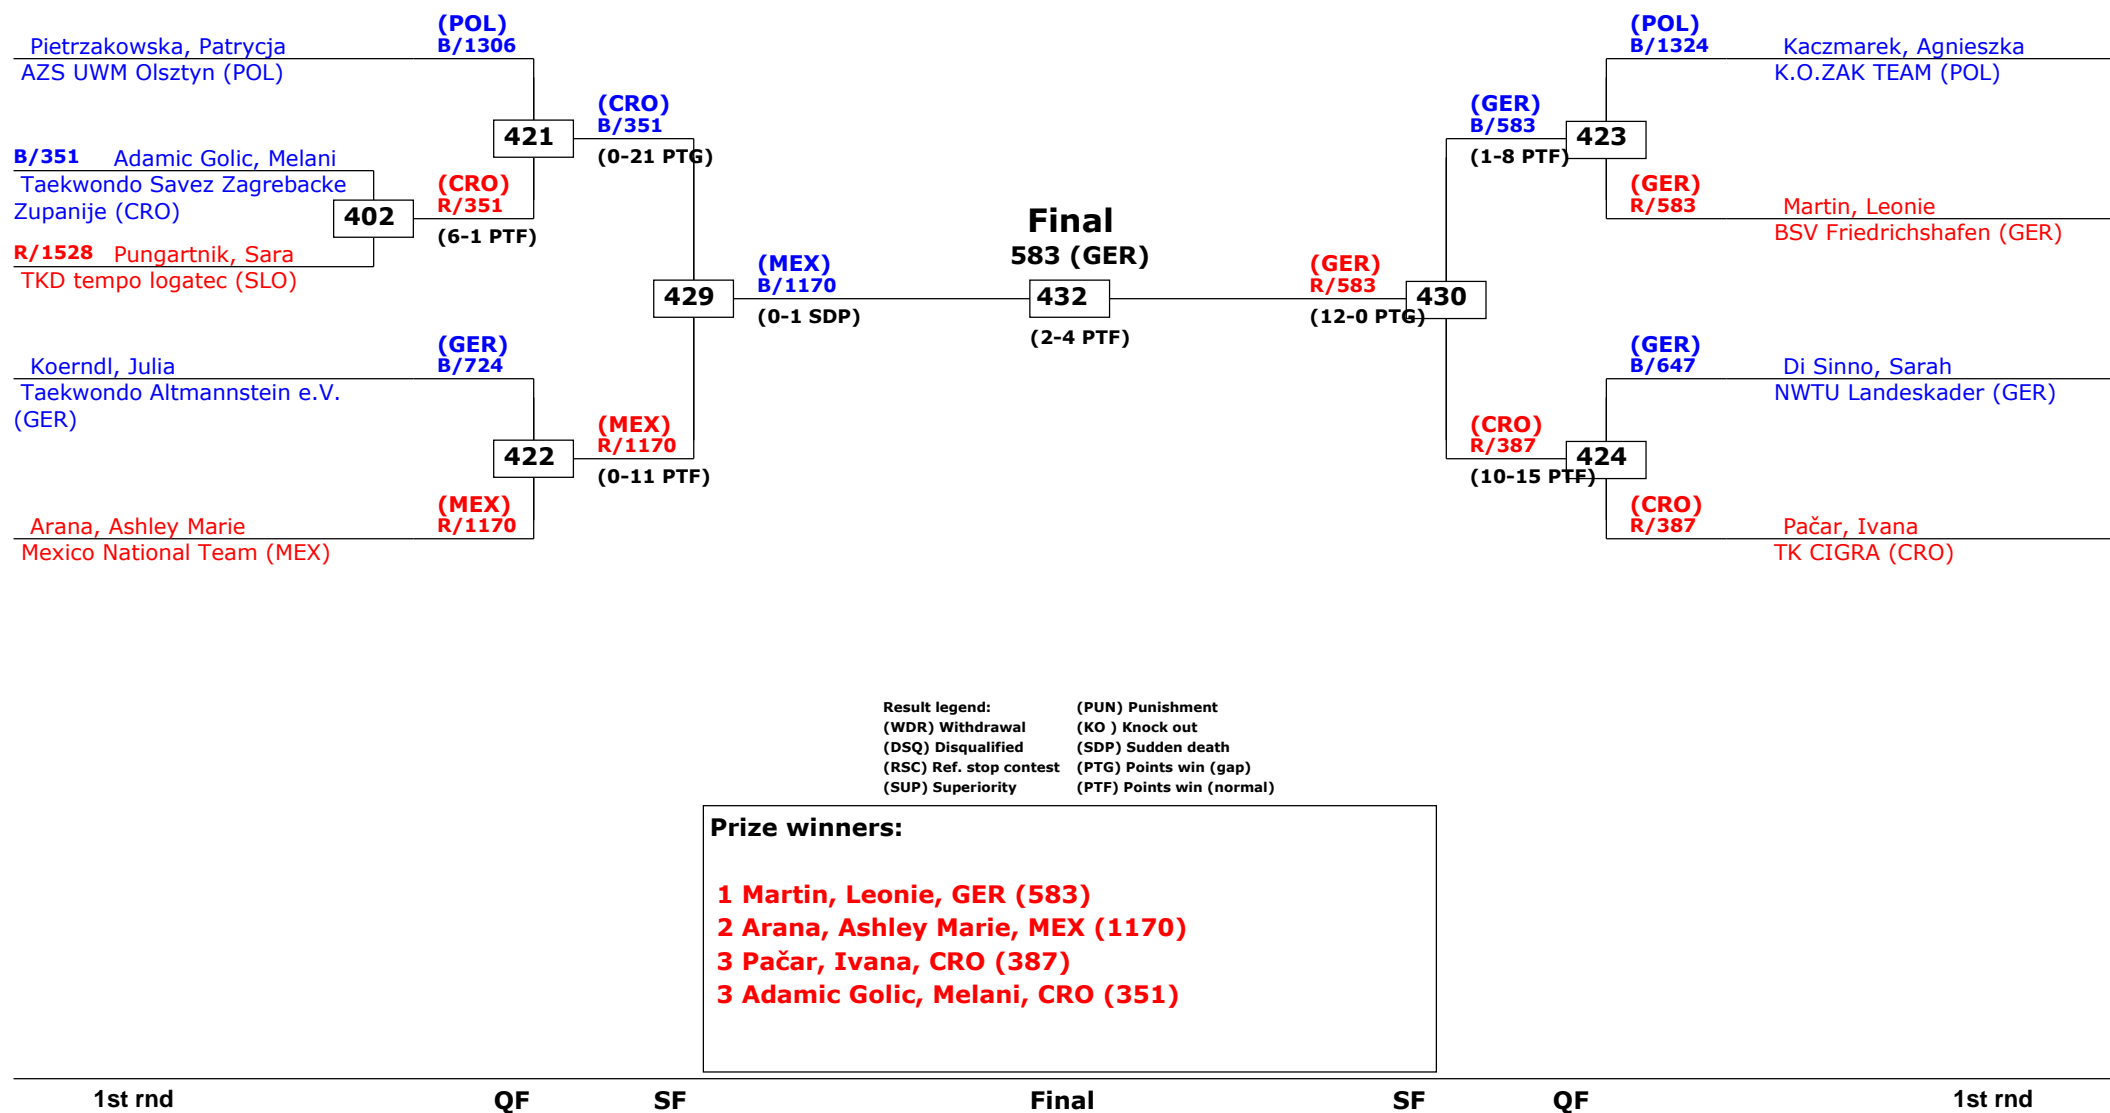 (POL)
B/1306
Pietrzakowska, Patrycja
AZS UWM Olsztyn (POL)
421
(CRO)
B/351
(0-21 PTG)
B/351 Adamic Golic, Melani
Taekwondo Savez Zagrebacke
Zupanije (CRO)
402
(CRO)
R/351
(6-1 PTF)
R/1528 Pungartnik, Sara
TKD tempo logatec (SLO)
429
(MEX)
B/1170
(0-1 SDP)
(GER)
B/724
Koerndl, Julia
Taekwondo Altmannstein e.V.
(GER)
422
(MEX)
R/1170
(0-11 PTF)
(MEX)
R/1170
Arana, Ashley Marie
Mexico National Team (MEX)
Final
583 (GER)
432
(2-4 PTF)
(GER)
R/583
(12-0 PTG)
430
(POL)
B/1324
Kaczmarek, Agnieszka
K.O.ZAK TEAM (POL)
(GER)
B/583
(1-8 PTF)
423
(GER)
R/583
Martin, Leonie
BSV Friedrichshafen (GER)
(GER)
B/647
Di Sinno, Sarah
NWTU Landeskader (GER)
(CRO)
R/387
(10-15 PTF)
424
(CRO)
R/387
Pačar, Ivana
TK CIGRA (CRO)
Result legend: (PUN) Punishment
(WDR) Withdrawal (KO ) Knock out
(DSQ) Disqualified (SDP) Sudden death
(RSC) Ref. stop contest (PTG) Points win (gap)
(SUP) Superiority (PTF) Points win (normal)
Prize winners:
1 Martin, Leonie, GER (583)
2 Arana, Ashley Marie, MEX (1170)
3 Pačar, Ivana, CRO (387)
3 Adamic Golic, Melani, CRO (351)
1st rnd QF SF Final SF QF 1st rnd